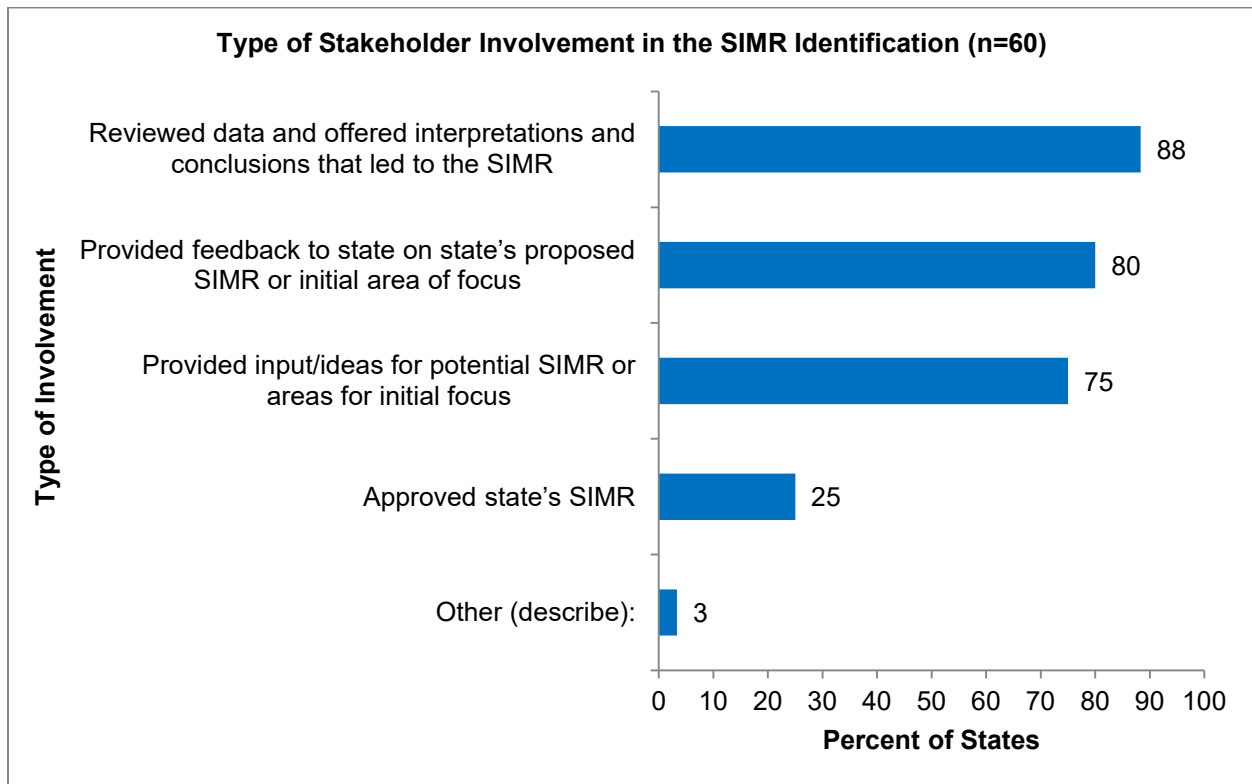 Type of Stakeholder Involvement in the SIMR Identification (n=60)
Type of Involvement
Reviewed data and offered interpretations and
conclusions that led to the SIMR
88
Provided feedback to state on state’s proposed
SIMR or initial area of focus
80
Provided input/ideas for potential SIMR or
areas for initial focus
75
Approved state’s SIMR
25
Other (describe):
3
0 10 20 30 40 50 60 70 80 90 100
Percent of States